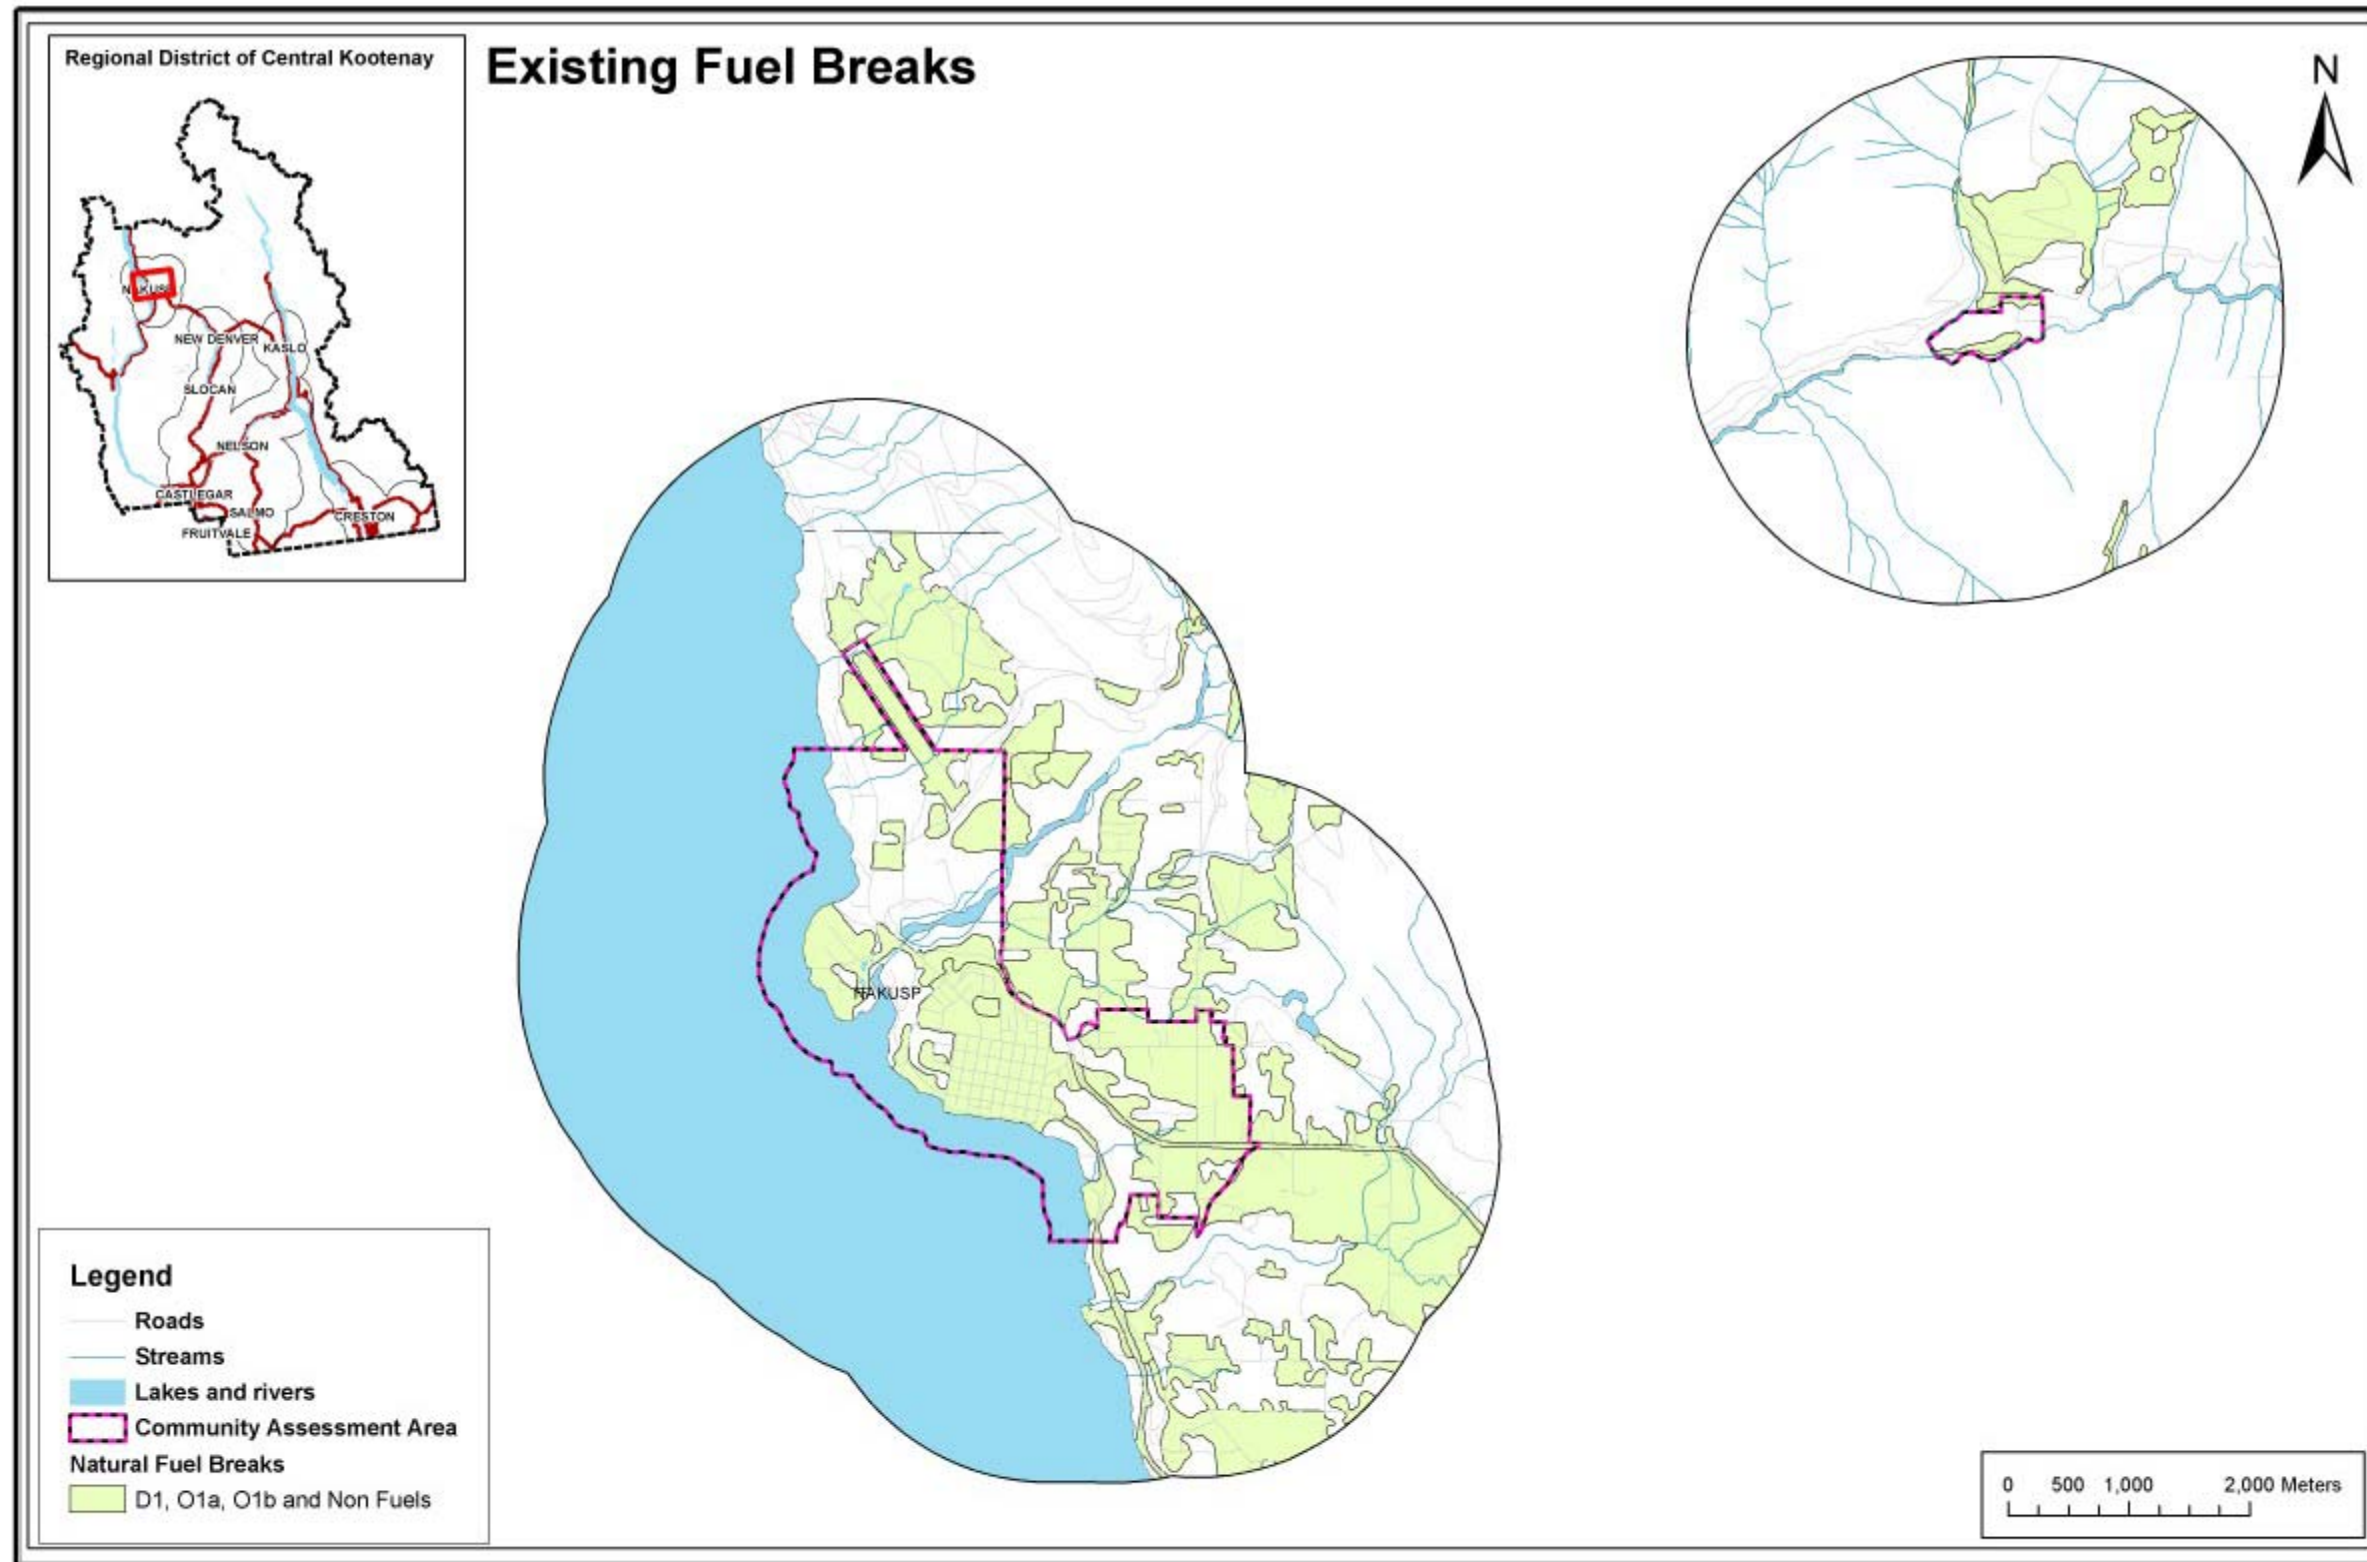 Regional District of Central Kootenay
Existing Fuel Breaks
N
NEW DENVER
KASLO
SLOCAN
NELSON
CASTLEGAR
SALMO
CRESTON
FRUITVALE
NAKUSP
Legend
Roads
Streams
Lakes and rivers
Community Assessment Area
Natural Fuel Breaks
D1, O1a, O1b and Non Fuels
0 500 1,000 2,000 Meters